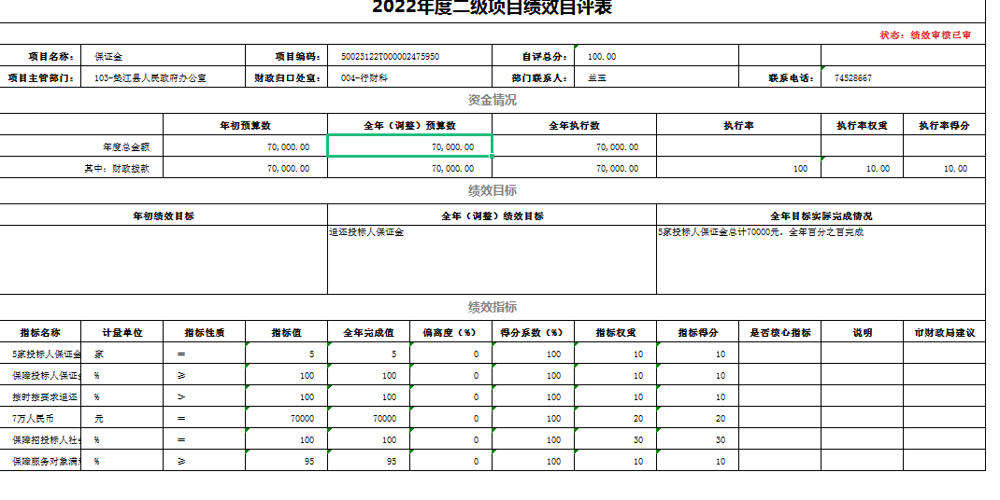 2022年度二级项目绩效自评表
状态：绩效审核已审
项目名称： 保证金 项目编码： 50023122T000002475950 自评总分： 100.00
项目主管部门： 103-垫江县人民政府办公室 财政归口处室： 004-行财科 部门联系人： 兰玉 联系电话： 74528667
资金情况
年初预算数 全年（调整）预算数 全年执行数 执行率 执行率权重 执行率得分
年度总金额 70,000.00 70,000.00 70,000.00
其中：财政拨款 70,000.00 70,000.00 70,000.00 100 10.00 10.00
绩效目标
年初绩效目标 全年（调整）绩效目标 全年目标实际完成情况
退还投标人保证金 5家投标人保证金总计70000元，全年百分之百完成
绩效指标
指标名称 计量单位 指标性质 指标值 全年完成值 偏离度（%） 得分系数（%） 指标权重 指标得分 是否核心指标 说明 市财政局建议
5家投标人保证金 家 ＝ 5 5 0 100 10 10
保障投标人保证金 % ≥ 100 100 0 100 10 10
按时按要求退还 % ＞ 100 100 0 100 10 10
7万人民币 元 ＝ 70000 70000 0 100 20 20
保障招投标人社会 % ＝ 100 100 0 100 30 30
保障服务对象满意 % ≥ 95 95 0 100 10 10